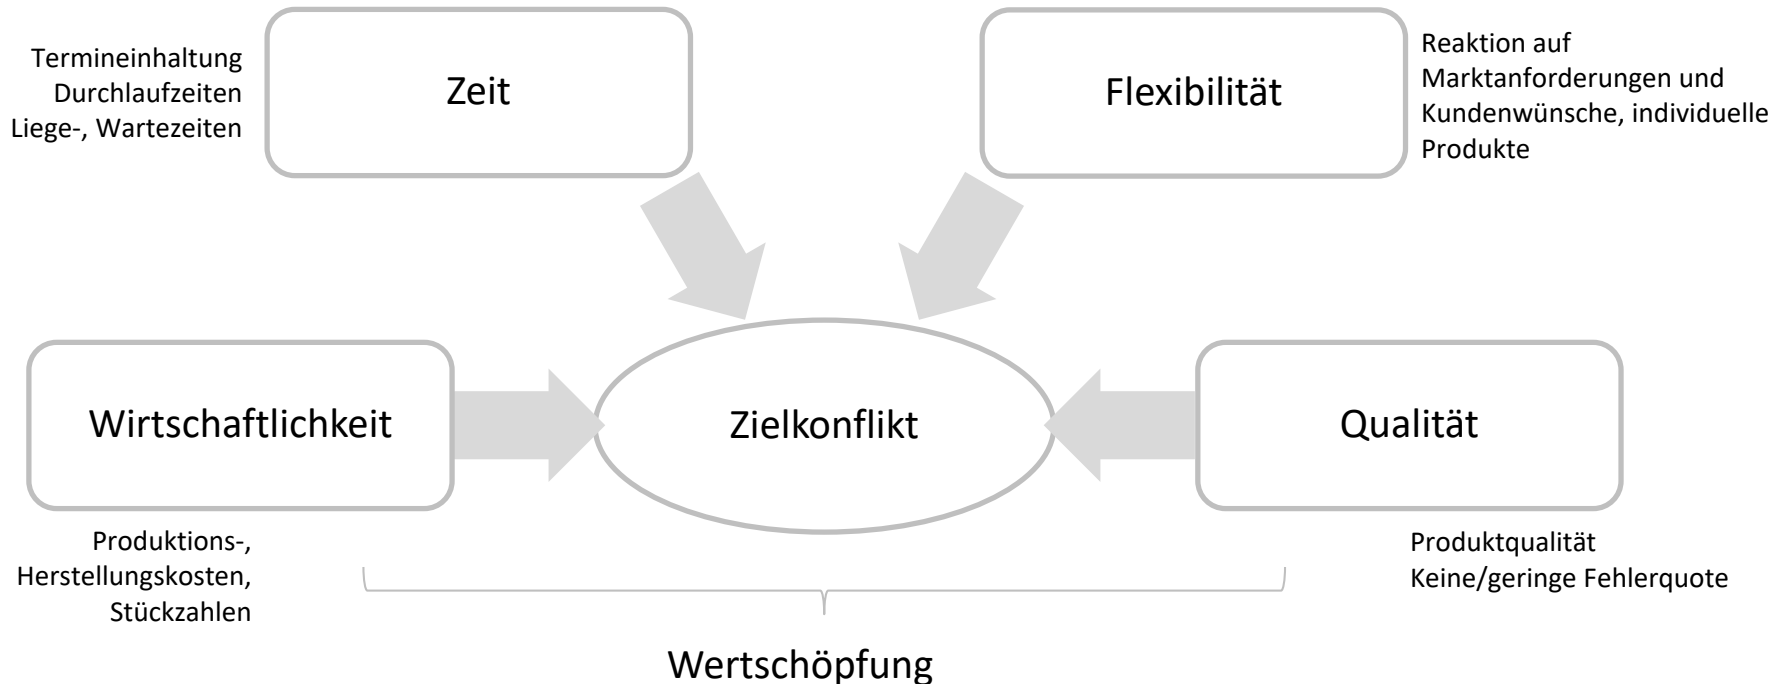 Termineinhaltung
Durchlaufzeiten
Liege-, Wartezeiten
Zeit
Flexibilität
Reaktion auf
Marktanforderungen und
Kundenwünsche, individuelle
Produkte
Wirtschaftlichkeit
Zielkonflikt
Qualität
Produktions-,
Herstellungskosten,
Stückzahlen
Produktqualität
Keine/geringe Fehlerquote
Wertschöpfung